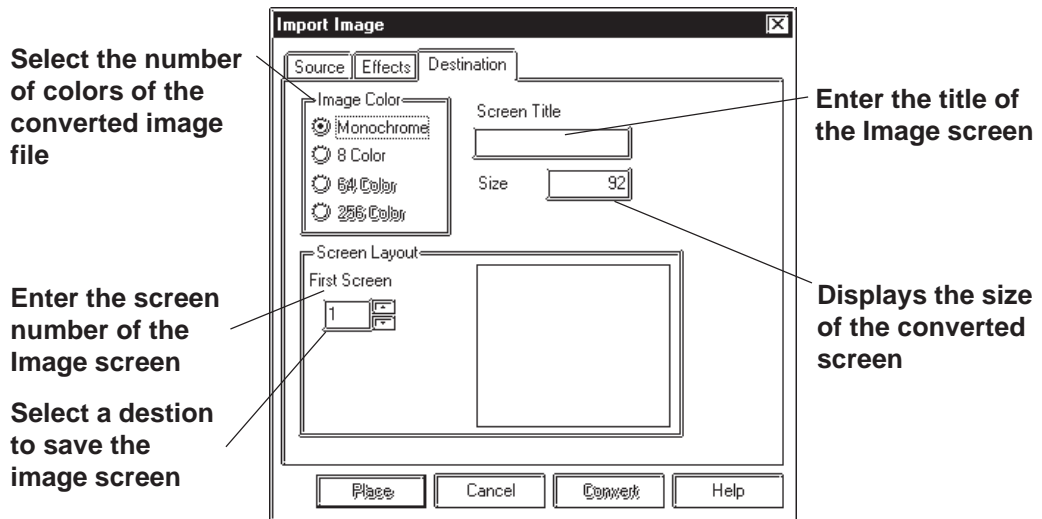 Import Image
Select the number
of colors of the
converted image
file
Source
Effects
Destination
Image Color
Monochrome
8 Color
64 Color
256 Color
Screen Title
Size
92
Enter the title of
the Image screen
Screen Layout
First Screen
1
Enter the screen
number of the
Image screen
Displays the size
of the converted
screen
Select a destion
to save the
image screen
Place
Cancel
Convert
Help